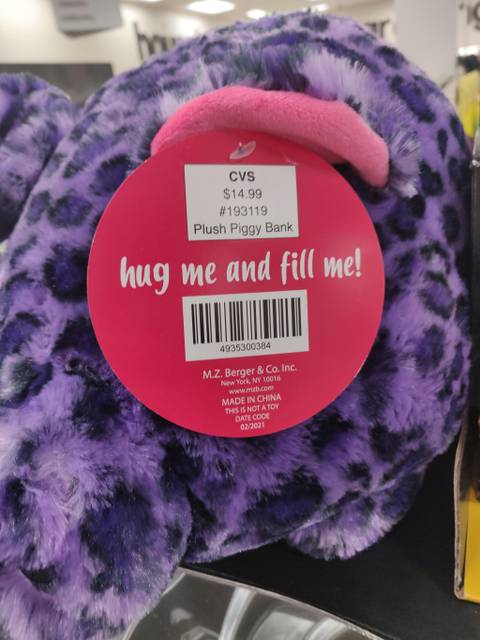 CVS
$14.99
#193119
Plush Piggy Bank
hug me and fill me!
4935300384
M.Z. Berger & Co. Inc.
New York, NY 10016
www.mzb.com
MADE IN CHINA
THIS IS NOT A TOY
DATE CODE
02/2021